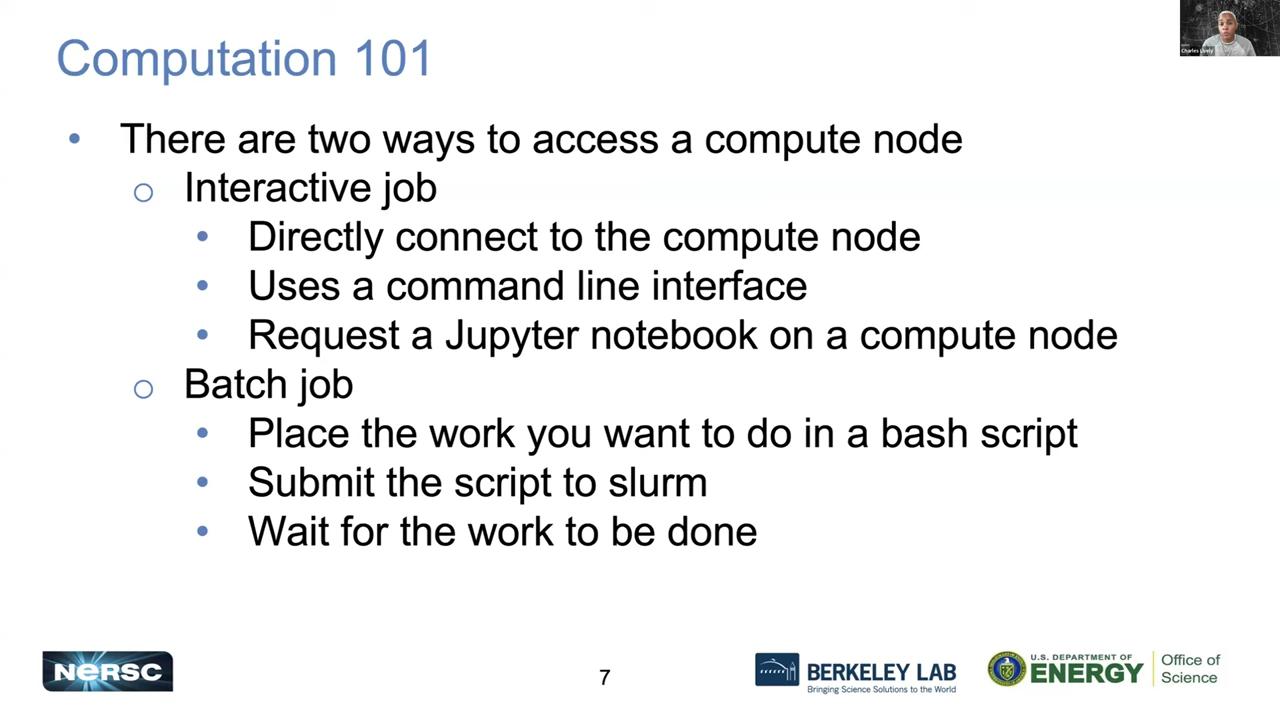 Computation 101
Charles Lively
• There are two ways to access a compute node
o Interactive job
• Directly connect to the compute node
• Uses a command line interface
• Request a Jupyter notebook on a compute node
o Batch job
• Place the work you want to do in a bash script
• Submit the script to slurm
• Wait for the work to be done
NERSC
7
BERKELEY LAB
Bringing Science Solutions to the World
U.S. DEPARTMENT OF
ENERGY
Office of
Science